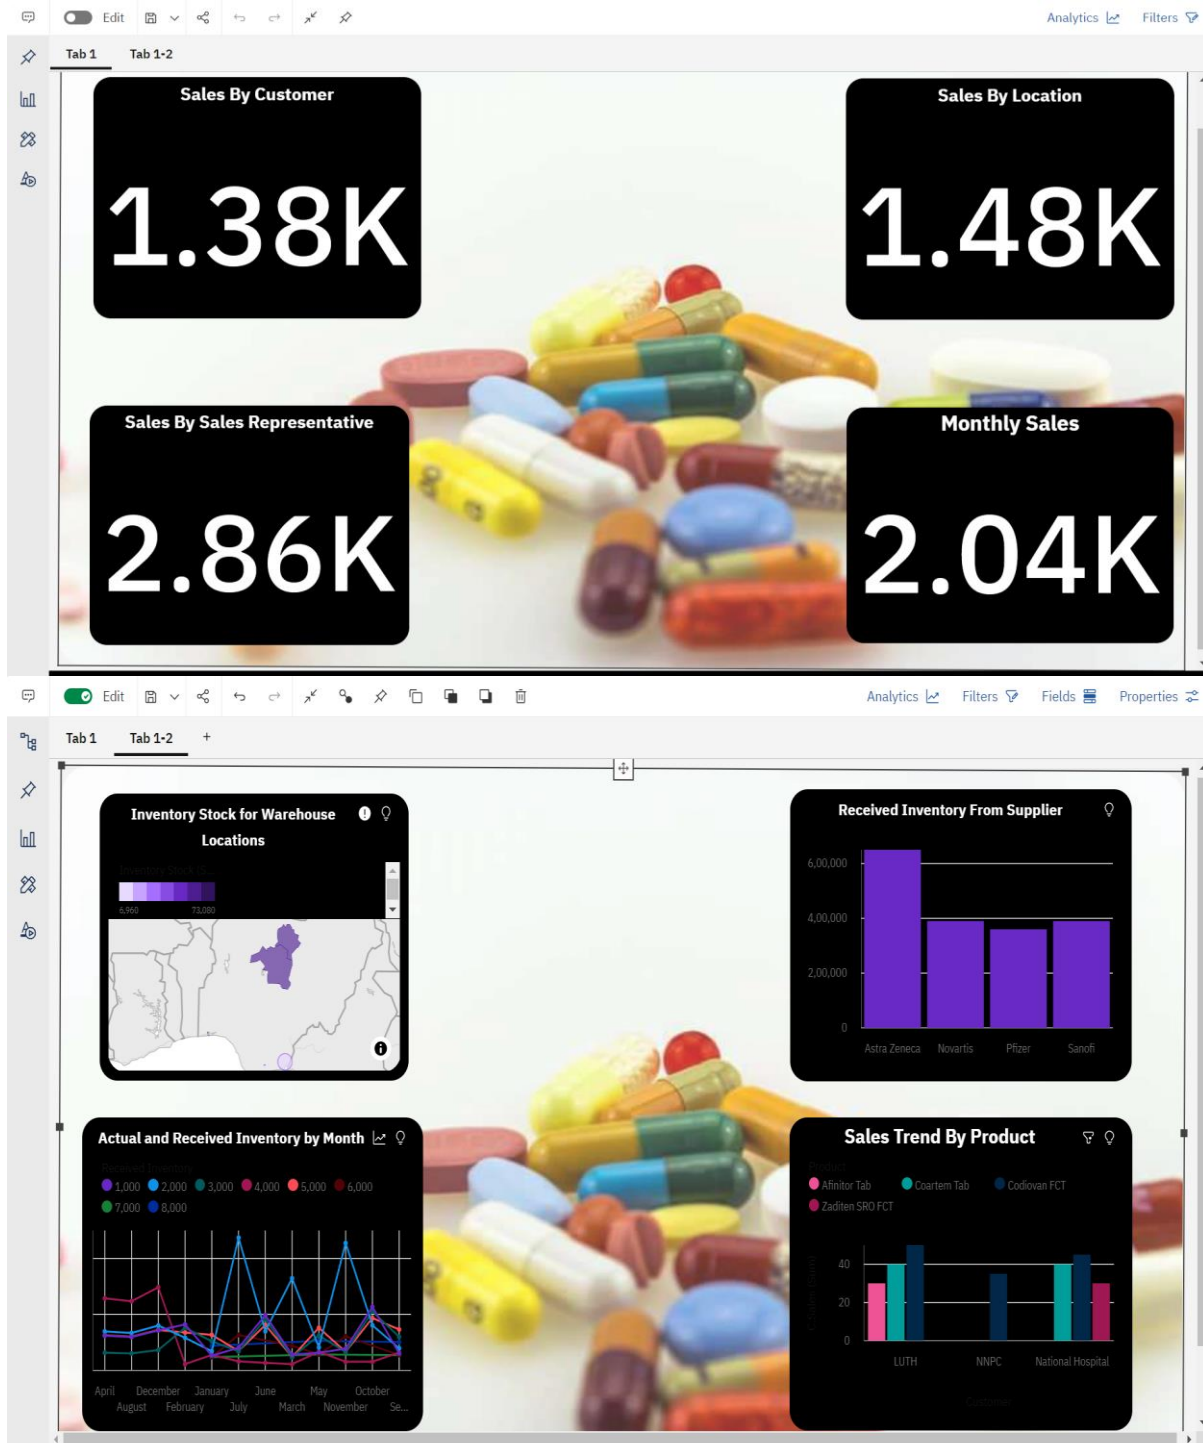 Edit
Analytics
Filters
Tab 1
Tab 1-2
Sales By Customer
1.38K
Sales By Location
1.48K
Sales By Sales Representative
2.86K
Monthly Sales
2.04K
Edit
Analytics
Filters
Fields
Properties
Tab 1
Tab 1-2
+
Inventory Stock for Warehouse
Locations
Inventory Stock (S...
6,960
73,080
Received Inventory From Supplier
6,00,000
4,00,000
2,00,000
0
Astra Zeneca
Novartis
Pfizer
Sanofi
Actual and Received Inventory by Month
Received Inventory
1,000
2,000
3,000
4,000
5,000
6,000
7,000
8,000
April
December
January
June
May
October
August
February
July
March
November
Se...
Sales Trend By Product
Product
Afinitor Tab
Coartem Tab
Codiovan FCT
Zaditen SRO FCT
40
20
0
LUTH
NNPC
National Hospital
Customer